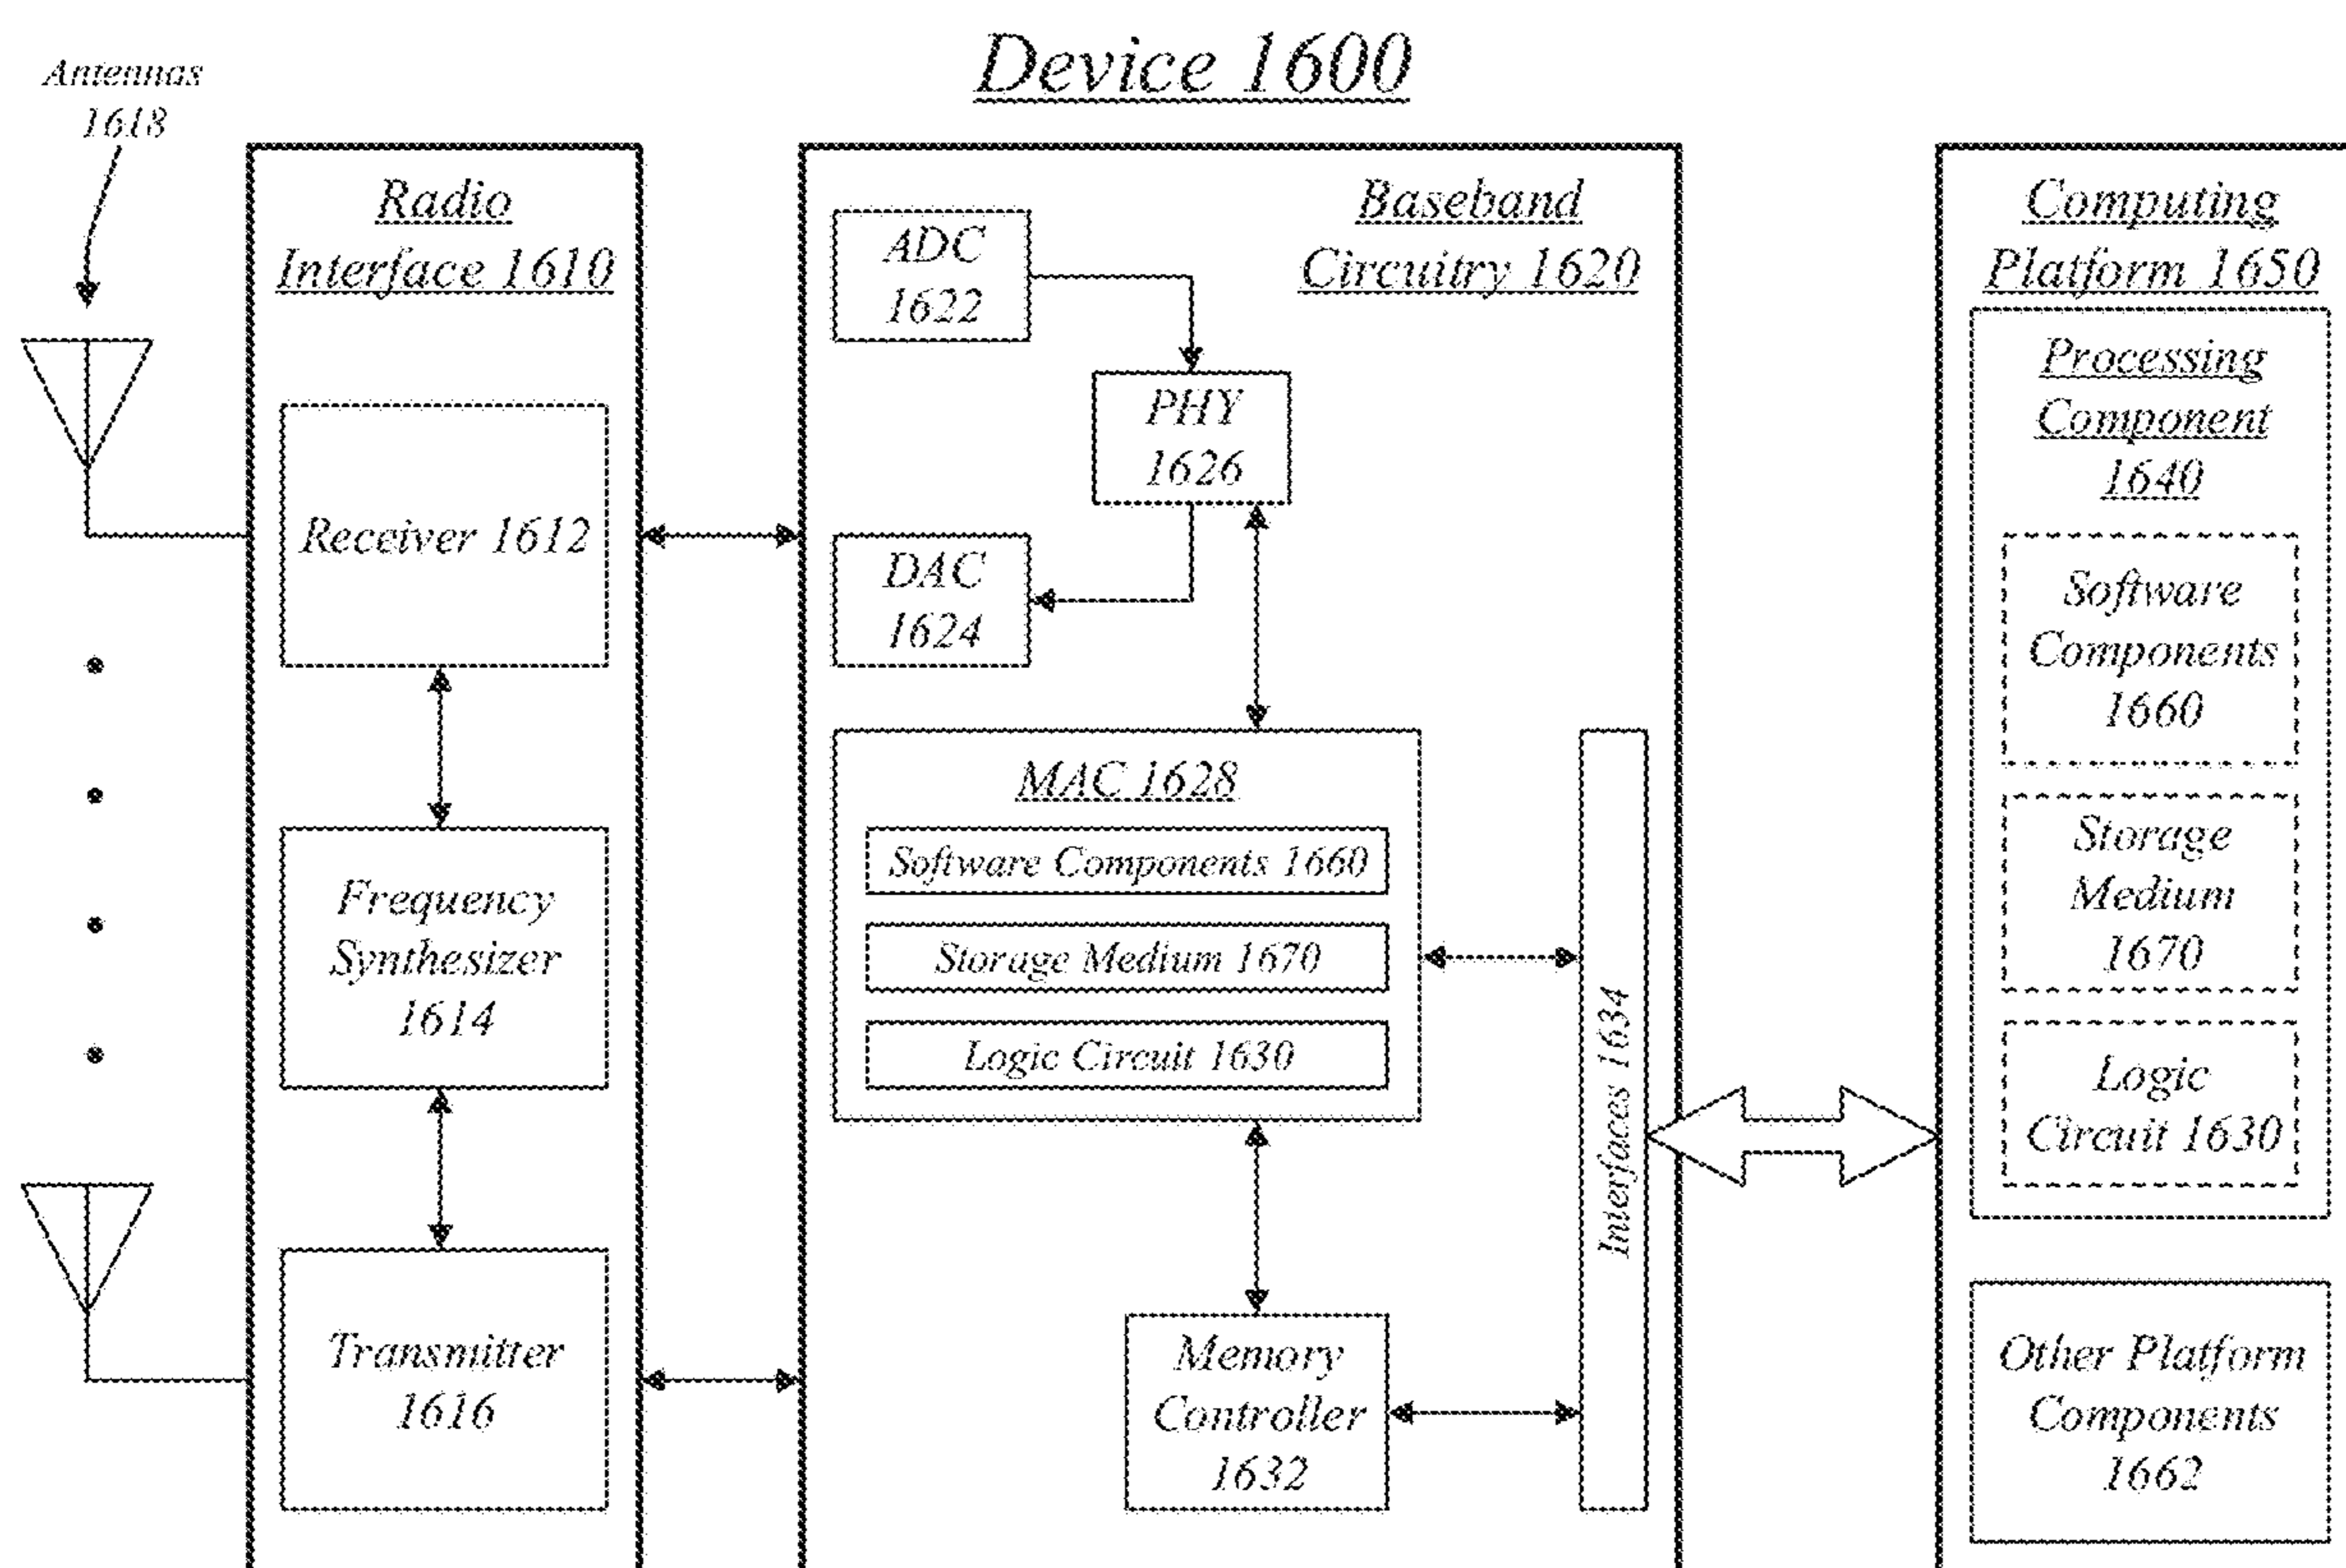 Device 1600
Antennas
1618
Radio
Interface 1610
Receiver 1612
Frequency
Synthesizer
1614
Transmitter
1616
Baseband
Circuitry 1620
ADC
1622
PHY
1626
DAC
1624
MAC 1628
Software Components 1660
Storage Medium 1670
Logic Circuit 1630
Interfaces 1634
Memory
Controller
1632
Computing
Platform 1650
Processing
Component
1640
Software
Components
1660
Storage
Medium
1670
Logic
Circuit 1630
Other Platform
Components
1662